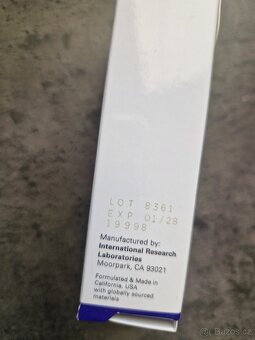 LOT 8361
EXP 01/28
19998
Manufactured by:
International Research
Laboratories
Moorpark, CA 93021
Formulated & Made in
California, USA
with globally sourced
materials
Bazos.cz